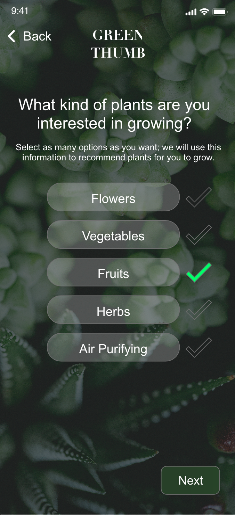 9:41
Back
GREEN
THUMB
What kind of plants are you
interested in growing?
Select as many options as you want; we will use this
information to recommend plants for you to grow.
Flowers
Vegetables
Fruits
Herbs
Air Purifying
Next